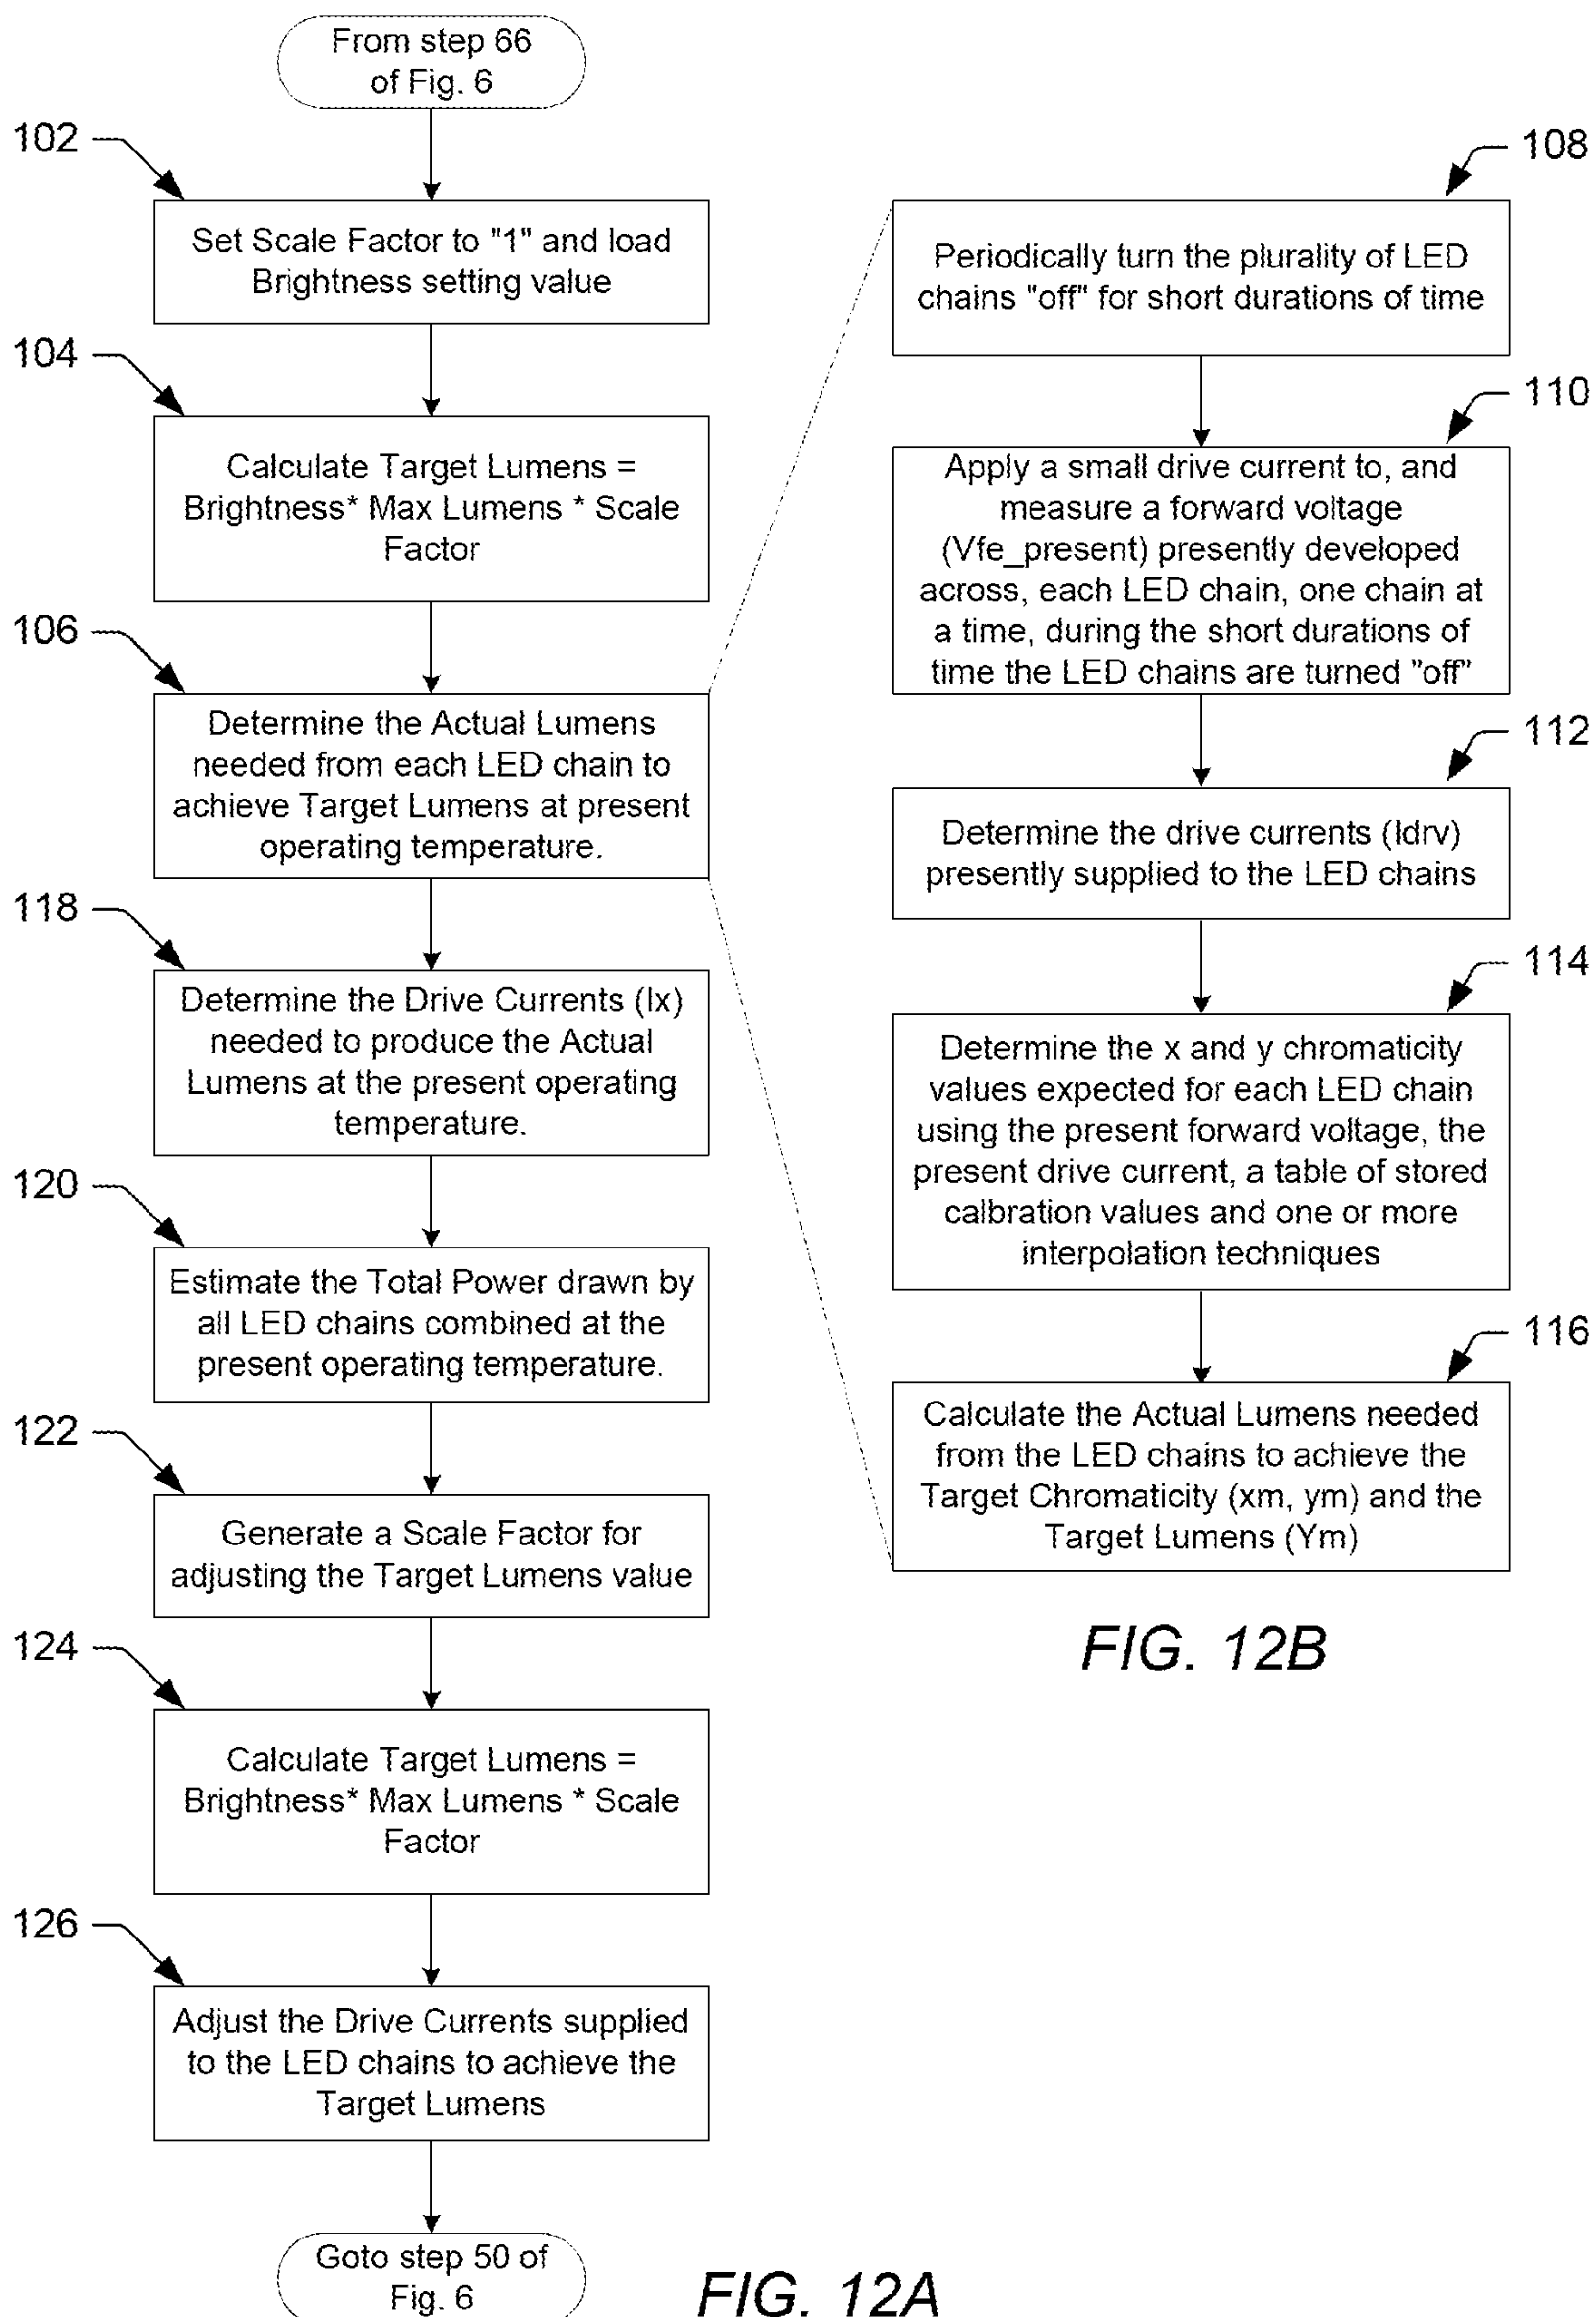 From step 66
of Fig. 6
102
Set Scale Factor to "1" and load
Brightness setting value
104
Calculate Target Lumens =
Brightness* Max Lumens * Scale
Factor
106
Determine the Actual Lumens
needed from each LED chain to
achieve Target Lumens at present
operating temperature.
118
Determine the Drive Currents (Ix)
needed to produce the Actual
Lumens at the present operating
temperature.
120
Estimate the Total Power drawn by
all LED chains combined at the
present operating temperature.
122
Generate a Scale Factor for
adjusting the Target Lumens value
124
Calculate Target Lumens =
Brightness* Max Lumens * Scale
Factor
126
Adjust the Drive Currents supplied
to the LED chains to achieve the
Target Lumens
Goto step 50 of
Fig. 6
FIG. 12A
108
Periodically turn the plurality of LED
chains "off" for short durations of time
110
Apply a small drive current to, and
measure a forward voltage
(Vfe_present) presently developed
across, each LED chain, one chain at
a time, during the short durations of
time the LED chains are turned "off"
112
Determine the drive currents (Idrv)
presently supplied to the LED chains
114
Determine the x and y chromaticity
values expected for each LED chain
using the present forward voltage, the
present drive current, a table of stored
calbration values and one or more
interpolation techniques
116
Calculate the Actual Lumens needed
from the LED chains to achieve the
Target Chromaticity (xm, ym) and the
Target Lumens (Ym)
FIG. 12B